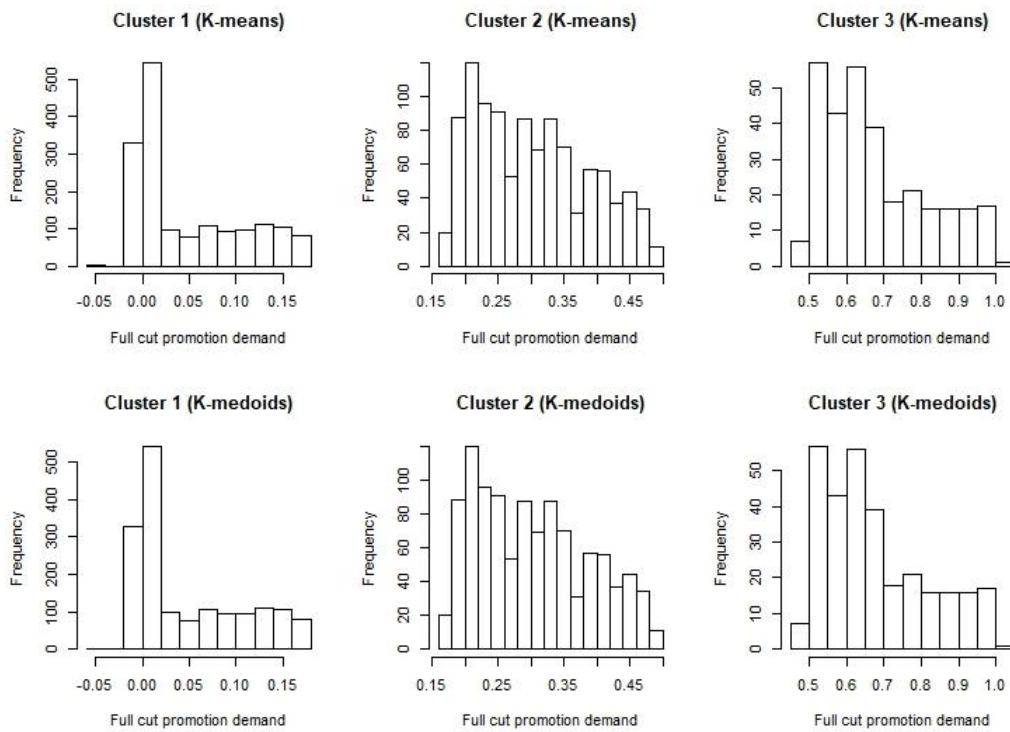 Cluster 1 (K-means)
Frequency
0 100 200 300 400 500
-0.05 0.00 0.05 0.10 0.15
Full cut promotion demand
Cluster 2 (K-means)
Frequency
0 20 40 60 80 100
0.15 0.25 0.35 0.45
Full cut promotion demand
Cluster 3 (K-means)
Frequency
0 10 20 30 40 50
0.5 0.6 0.7 0.8 0.9 1.0
Full cut promotion demand
Cluster 1 (K-medoids)
Frequency
0 100 200 300 400 500
-0.05 0.00 0.05 0.10 0.15
Full cut promotion demand
Cluster 2 (K-medoids)
Frequency
0 20 40 60 80 100
0.15 0.25 0.35 0.45
Full cut promotion demand
Cluster 3 (K-medoids)
Frequency
0 10 20 30 40 50
0.5 0.6 0.7 0.8 0.9 1.0
Full cut promotion demand